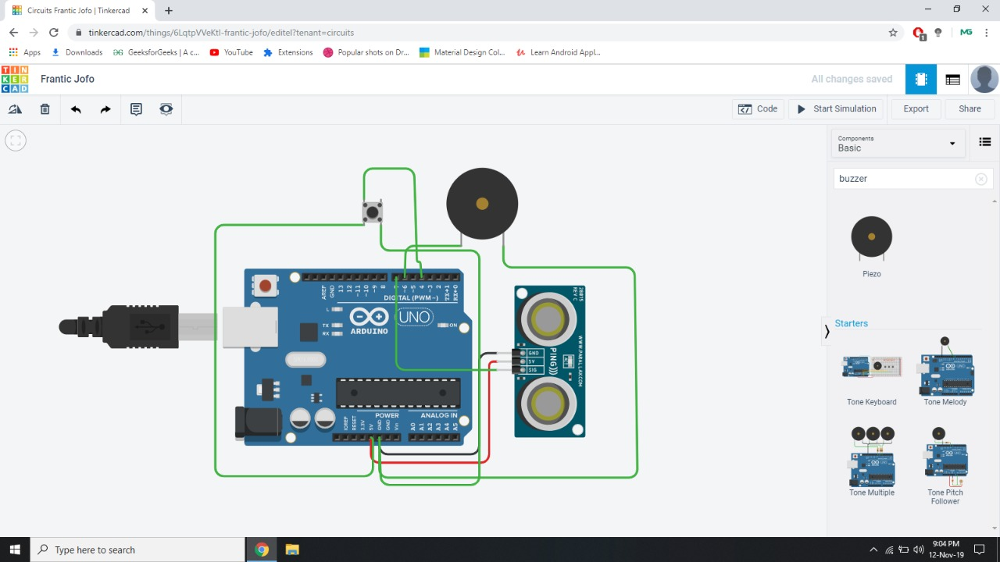 Circuits Frantic Jofo | Tinkercad
tinkercad.com/things/6LqtpVVeKtl-frantic-jofo/editel?tenant=circuits
1
MG
Apps
Downloads
GeeksforGeeks | A c...
YouTube
Extensions
Popular shots on Dr...
Material Design Col...
Learn Android Appl...
TIN
KER
CAD
Frantic Jofo
All changes saved
Code
Start Simulation
Export
Share
Components
Basic
buzzer
Piezo
Starters
Tone Keyboard
Tone Melody
Tone Multiple
Tone Pitch
Follower
AREF
GND
13
12
~11
~10
~9
8
~6
~5
4
~3
2
TX→1
RX←0
DIGITAL (PWM~)
L
TX
RX
UNO
ARDUINO
ON
POWER
ANALOG IN
IOREF
RESET
3.3V
5V
GND
GND
Vin
A0
A1
A2
A3
A4
A5
28015
REV C
WWW.PARALLAX.COM
PING)))
GND
5V
SIG
Type here to search
9:04 PM
12-Nov-19